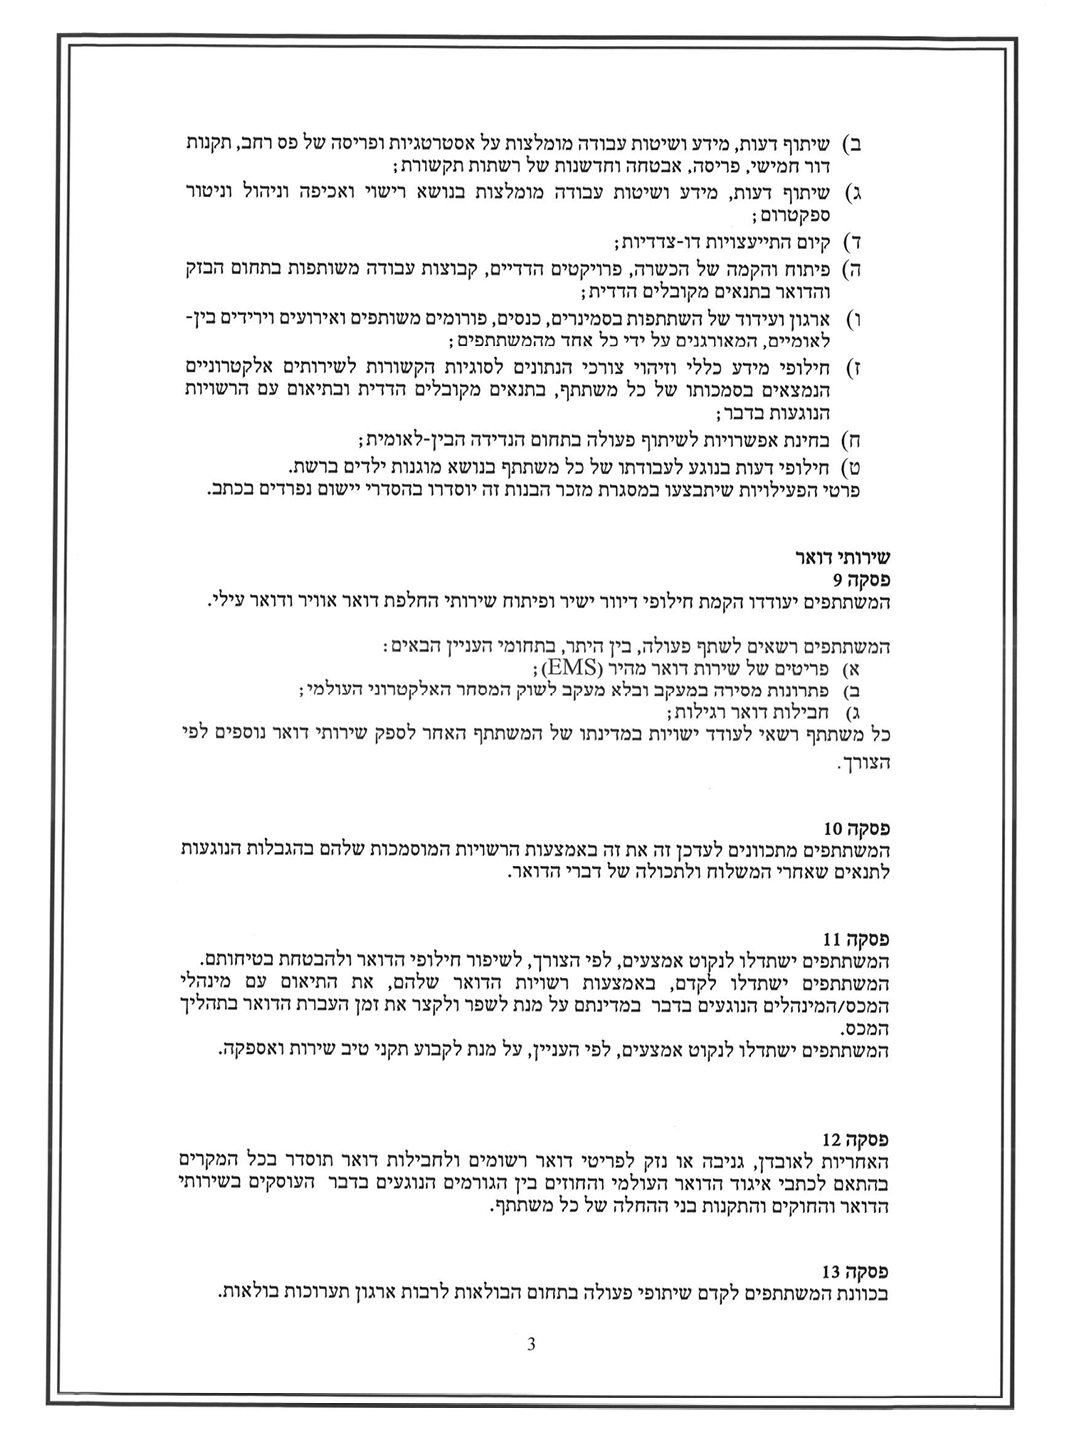 ב) שיתוף דעות, מידע ושיטות עבודה מומלצות על אסטרטגיות ופריסה של פס רחב, תקנות
דור חמישי, פריסה, אבטחה וחדשנות של רשתות תקשורת;
ג) שיתוף דעות, מידע ושיטות עבודה מומלצות בנושא רישוי ואכיפה וניהול וניטור
ספקטרום;
ד) קיום התייעצויות דו-צדדיות;
ה) פיתוח והקמה של הכשרה, פרויקטים הדדיים, קבוצות עבודה משותפות בתחום הבזק
והדואר בתנאים מקובלים הדדית;
ו) ארגון ועידוד של השתתפות בסמינרים, כנסים, פורומים משותפים ואירועים וירידים בין-
לאומיים, המאורגנים על ידי כל אחד מהמשתתפים;
ז) חילופי מידע כללי וזיהוי צורכי הנתונים לסוגיות הקשורות לשירותים אלקטרוניים
הנמצאים בסמכותו של כל משתתף, בתנאים מקובלים הדדית ובתיאום עם הרשויות
הנוגעות בדבר;
ח) בחינת אפשרויות לשיתוף פעולה בתחום הנדידה הבין-לאומית;
ט) חילופי דעות בנוגע לעבודתו של כל משתתף בנושא מוגנות ילדים ברשת.
פרטי הפעילויות שיתבצעו במסגרת מזכר הבנות זה יוסדרו בהסדרי יישום נפרדים בכתב.
שירותי דואר
פסקה 9
המשתתפים יעודדו הקמת חילופי דיוור ישיר ופיתוח שירותי החלפת דואר אוויר ודואר עילי.
המשתתפים רשאים לשתף פעולה, בין היתר, בתחומי העניין הבאים:
א) פריטים של שירות דואר מהיר (EMS);
ב) פתרונות מסירה במעקב ובלא מעקב לשוק המסחר האלקטרוני העולמי;
ג) חבילות דואר רגילות;
כל משתתף רשאי לעודד ישויות במדינתו של המשתתף האחר לספק שירותי דואר נוספים לפי
הצורך.
פסקה 10
המשתתפים מתכוונים לעדכן זה את זה באמצעות הרשויות המוסמכות שלהם בהגבלות הנוגעות
לתנאים שאחרי המשלוח ולתכולה של דברי הדואר.
פסקה 11
המשתתפים ישתדלו לנקוט אמצעים, לפי הצורך, לשיפור חילופי הדואר ולהבטחת בטיחותם.
המשתתפים ישתדלו לקדם, באמצעות רשויות הדואר שלהם, את התיאום עם מינהלי
המכס/המינהלים הנוגעים בדבר במדינתם על מנת לשפר ולקצר את זמן העברת הדואר בתהליך
המכס.
המשתתפים ישתדלו לנקוט אמצעים, לפי העניין, על מנת לקבוע תקני טיב שירות ואספקה.
פסקה 12
האחריות לאובדן, גניבה או נזק לפריטי דואר רשומים ולחבילות דואר תוסדר בכל המקרים
בהתאם לכתבי איגוד הדואר העולמי והחוזים בין הגורמים הנוגעים בדבר העוסקים בשירותי
הדואר והחוקים והתקנות בני ההחלה של כל משתתף.
פסקה 13
בכוונת המשתתפים לקדם שיתופי פעולה בתחום הבולאות לרבות ארגון תערוכות בולאות.
3